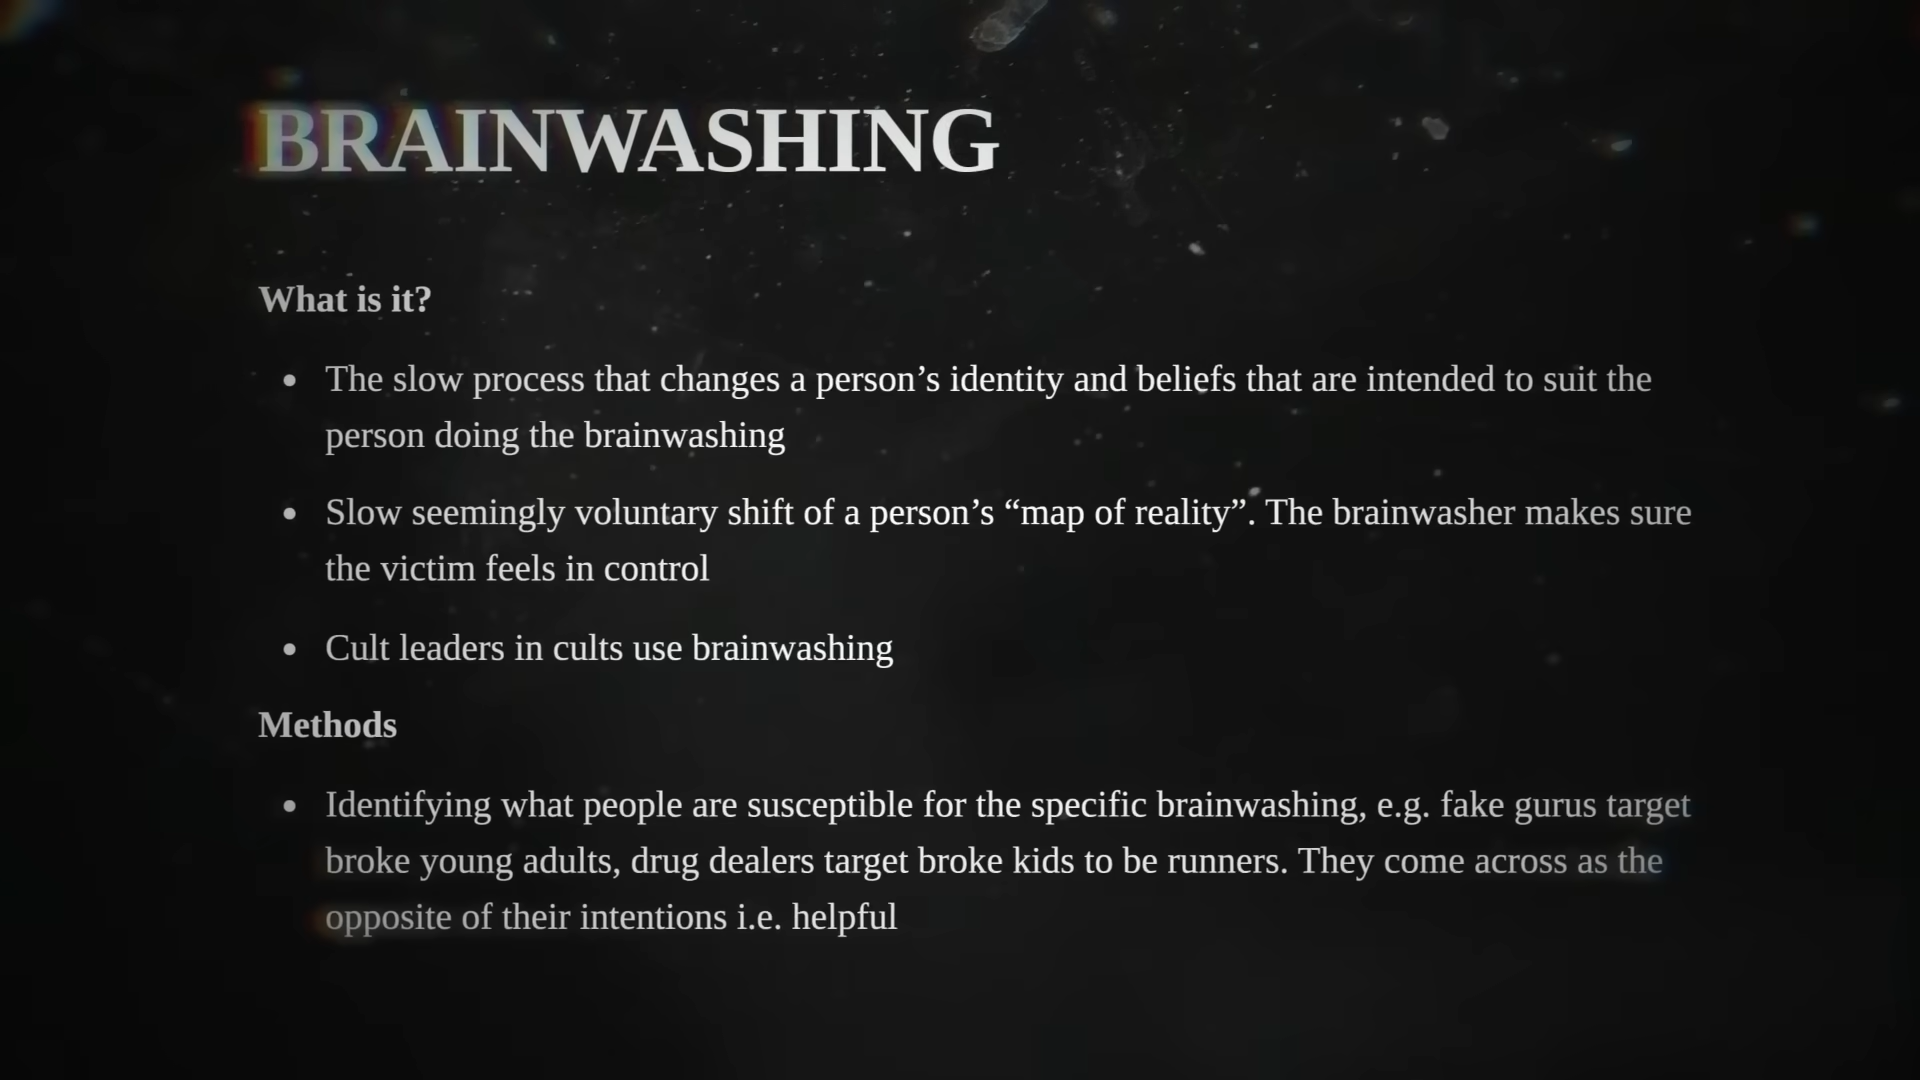 BRAINWASHING
What is it?
• The slow process that changes a person’s identity and beliefs that are intended to suit the
person doing the brainwashing
• Slow seemingly voluntary shift of a person’s “map of reality”. The brainwasher makes sure
the victim feels in control
• Cult leaders in cults use brainwashing
Methods
• Identifying what people are susceptible for the specific brainwashing, e.g. fake gurus target
broke young adults, drug dealers target broke kids to be runners. They come across as the
opposite of their intentions i.e. helpful